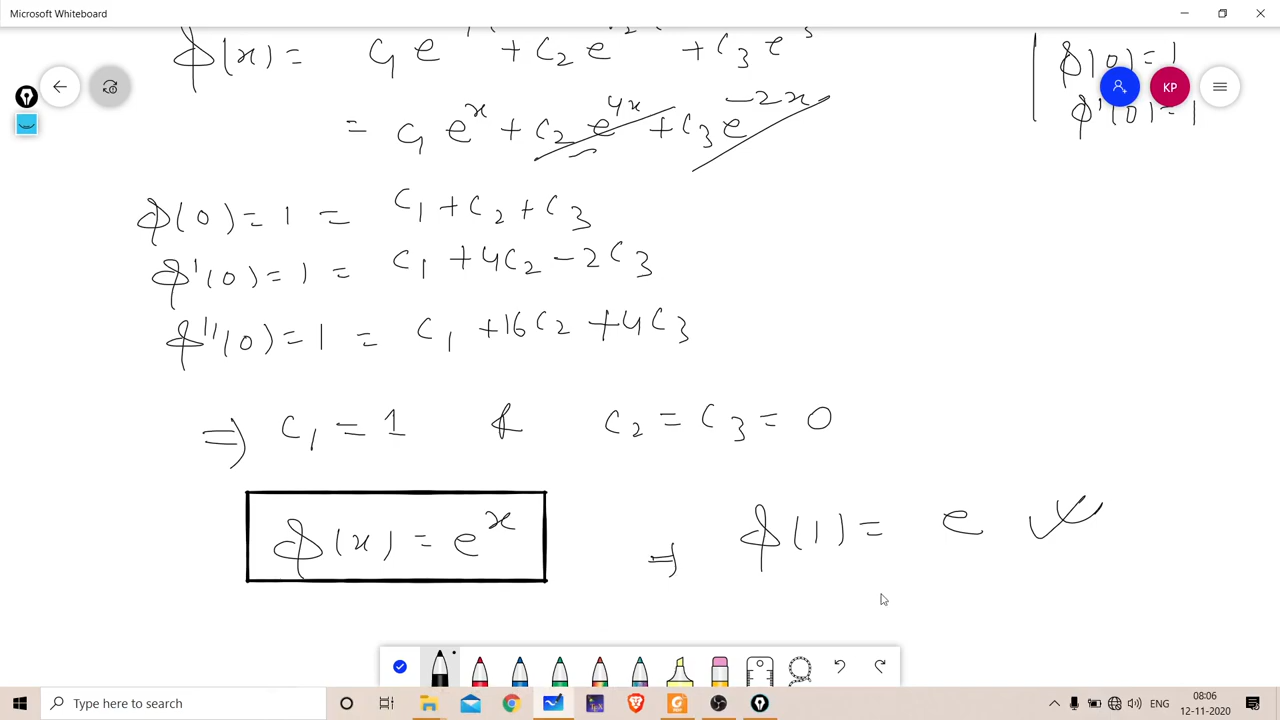 Microsoft Whiteboard
ϕ(x) = C₁e + C₂e + C₃e
ϕ(0) = 1
KP
= C₁eˣ + C₂e⁴ˣ + C₃e⁻²ˣ
ϕ'(0) = 1
ϕ(0) = 1 = C₁ + C₂ + C₃
ϕ'(0) = 1 = C₁ + 4C₂ - 2C₃
ϕ''(0) = 1 = C₁ + 16C₂ + 4C₃
⇒ C₁ = 1 & C₂ = C₃ = 0
ϕ(x) = eˣ ⇒ ϕ(1) = e ✓
Type here to search
ENG
08:06
12-11-2020